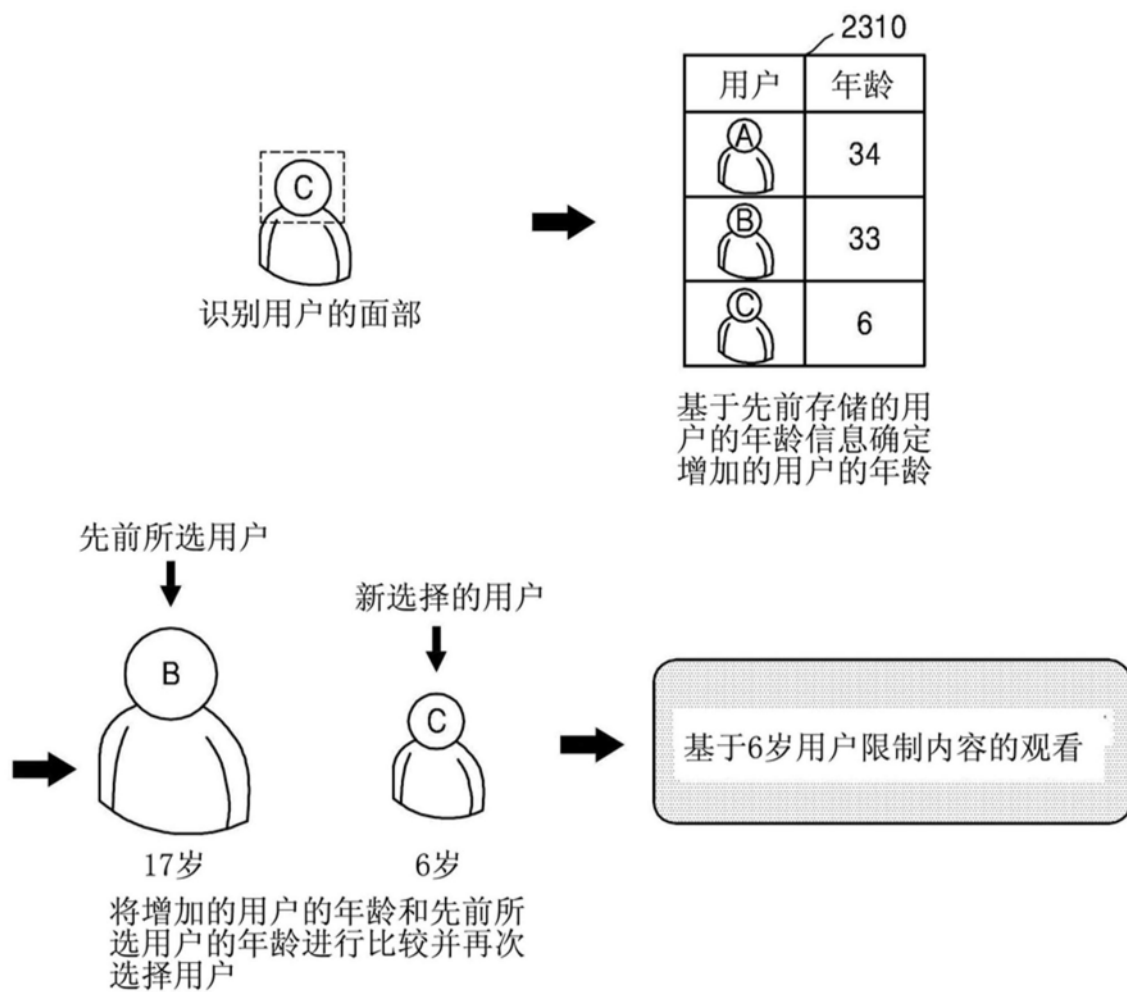 2310
用户 年龄
A 34
B 33
C 6
C
识别用户的面部
基于先前存储的用
户的年龄信息确定
增加的用户的年龄
先前所选用户
新选择的用户
B
C
17岁
6岁
将增加的用户的年龄和先前所
选用户的年龄进行比较并再次
选择用户
基于6岁用户限制内容的观看